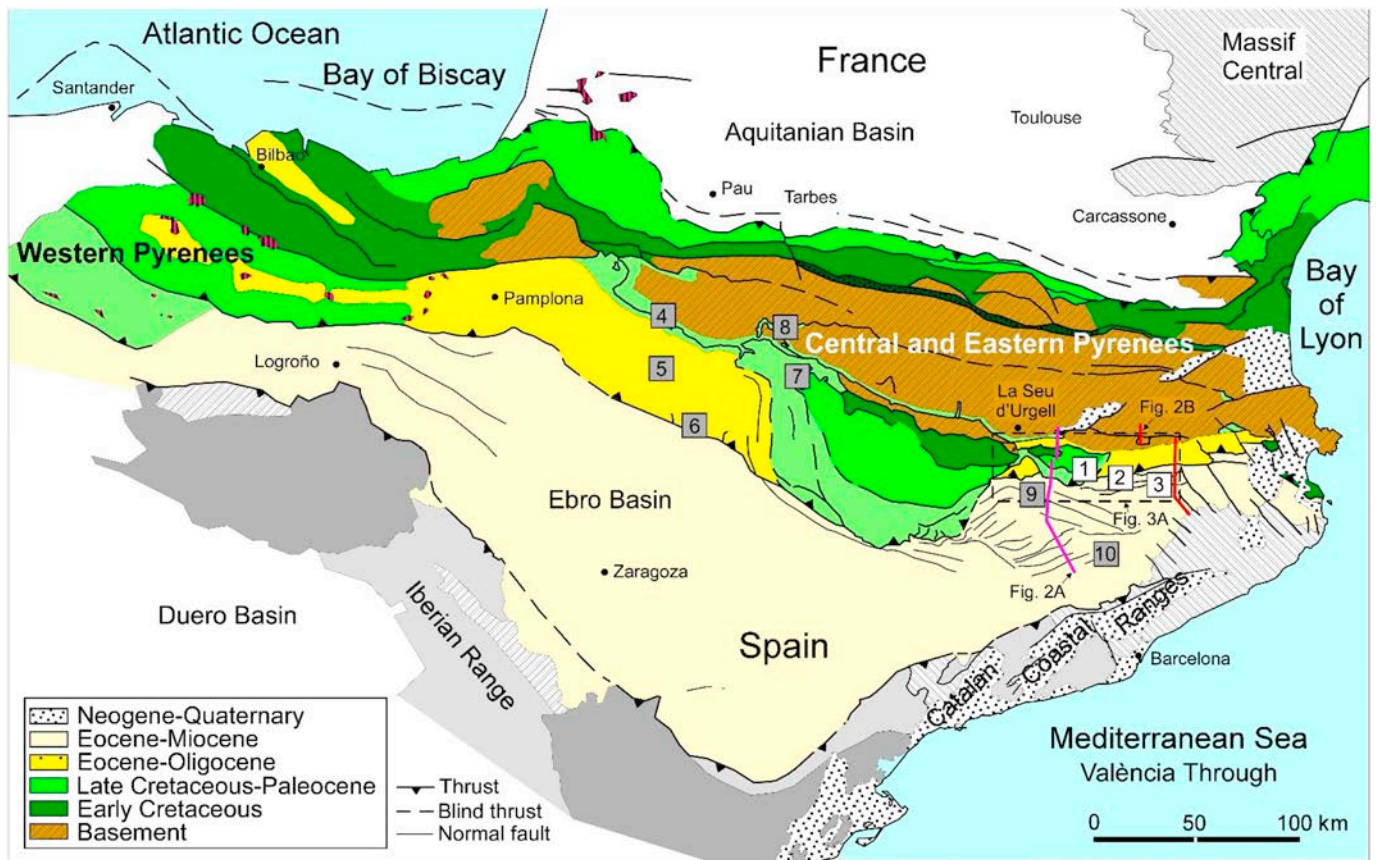 Atlantic Ocean
Bay of Biscay
France
Massif
Central
Santander
Toulouse
Aquitanian Basin
Bilbao
Pau
Tarbes
Carcassone
Western Pyrenees
Bay
of
Lyon
Pamplona
4
8
Central and Eastern Pyrenees
Logroño
5
7
La Seu
d'Urgell
Fig. 2B
6
1
2
3
9
Fig. 3A
Ebro Basin
10
Zaragoza
Fig. 2A
Duero Basin
Iberian Range
Spain
Catalan
Coastal
Ranges
Barcelona
Neogene-Quaternary
Eocene-Miocene
Eocene-Oligocene
Late Cretaceous-Paleocene
Early Cretaceous
Basement
Thrust
Blind thrust
Normal fault
Mediterranean Sea
València Through
0 50 100 km